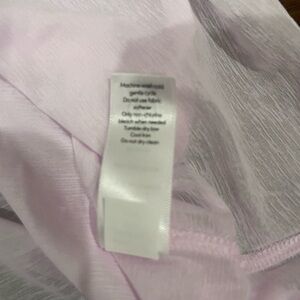 Machine wash cold
gentle cycle
Do not use fabric
softener
Only non-chlorine
bleach when needed
Tumble dry low
Cool iron
Do not dry clean